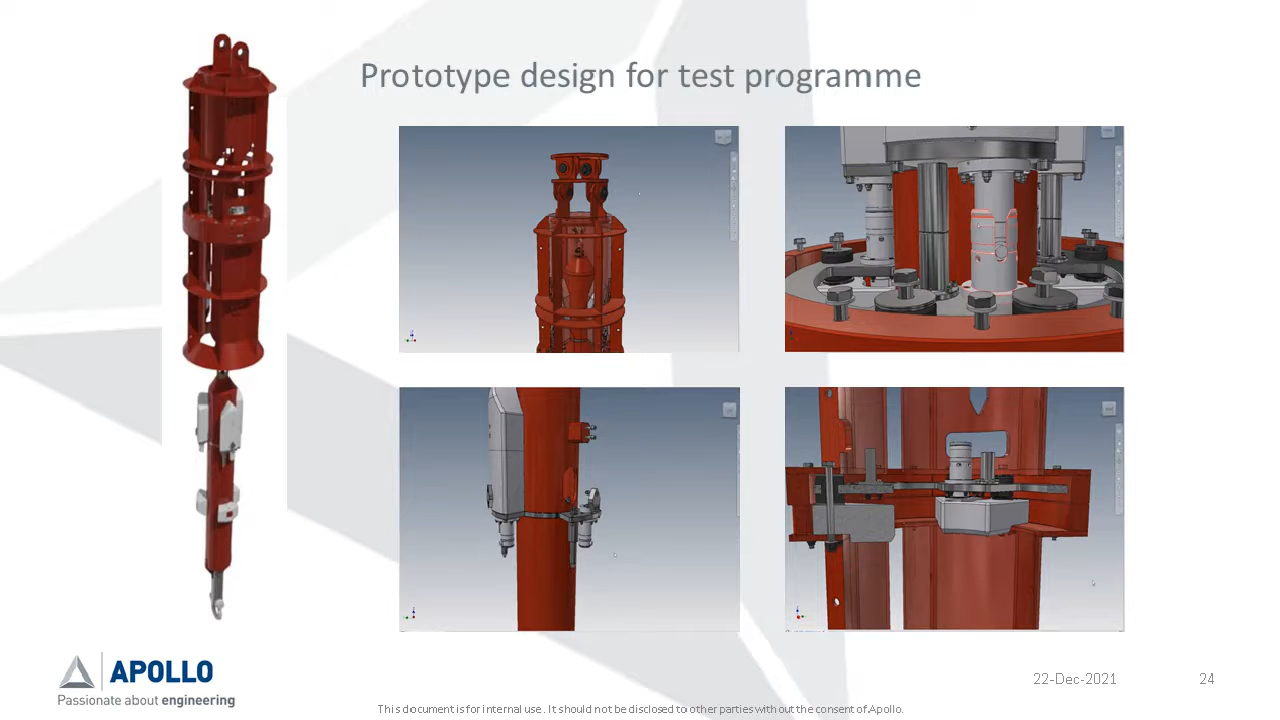 Prototype design for test programme
APOLLO
Passionate about engineering
22-Dec-2021
24
This document is for internal use. It should not be disclosed to other parties without the consent of Apollo.